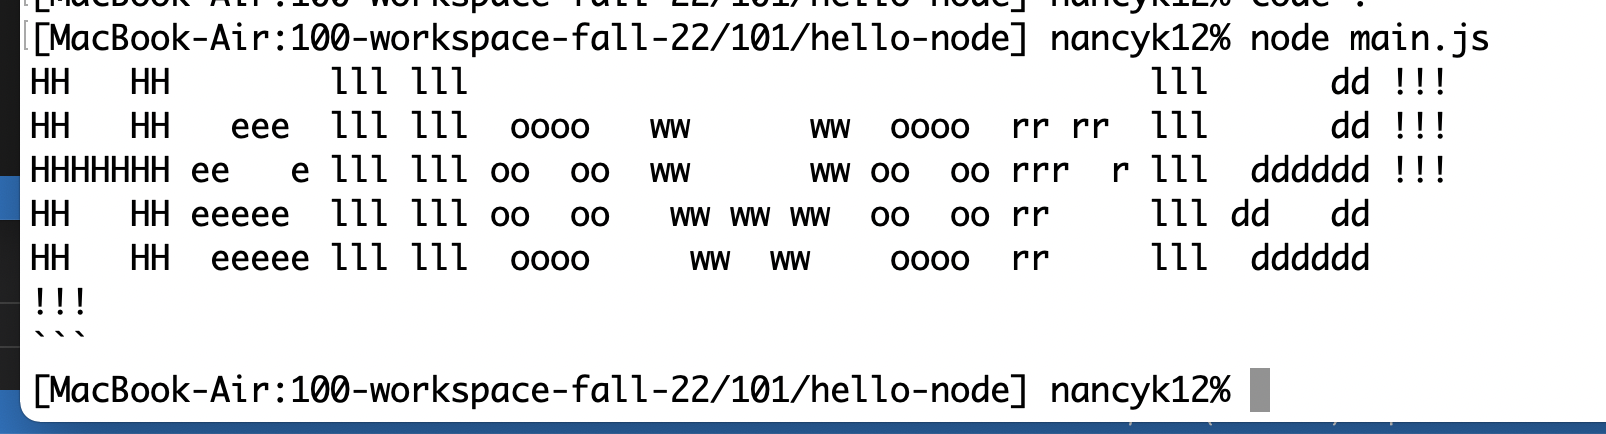 [MacBook-Air:100-workspace-fall-22/101/hello-node] nancyk12% code .
[MacBook-Air:100-workspace-fall-22/101/hello-node] nancyk12% node main.js
HH   HH        lll lll                                  lll      dd !!!
HH   HH   eee  lll lll  oooo   ww      ww  oooo  rr rr  lll      dd !!!
HHHHHHH ee   e lll lll oo  oo  ww      ww oo  oo rrr  r lll  dddddd !!!
HH   HH eeeee  lll lll oo  oo   ww ww ww  oo  oo rr     lll dd   dd
HH   HH  eeeee lll lll  oooo     ww  ww    oooo  rr     lll  dddddd
!!!
```
[MacBook-Air:100-workspace-fall-22/101/hello-node] nancyk12%